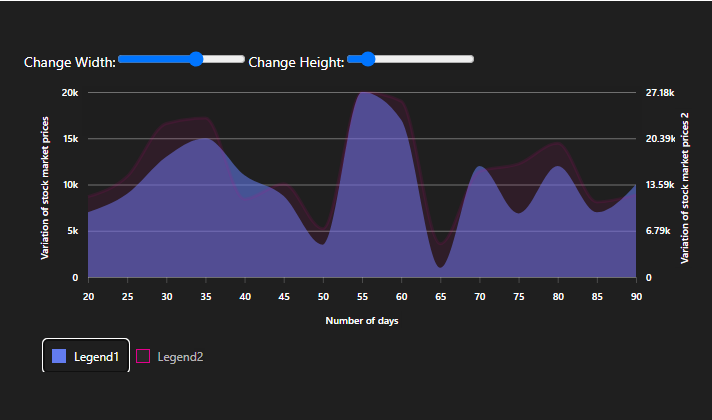 Change Width: Change Height:
20k 27.18k
15k 20.39k
10k 13.59k
5k 6.79k
0 0
Variation of stock market prices
Variation of stock market prices 2
20 25 30 35 40 45 50 55 60 65 70 75 80 85 90
Number of days
Legend1 Legend2